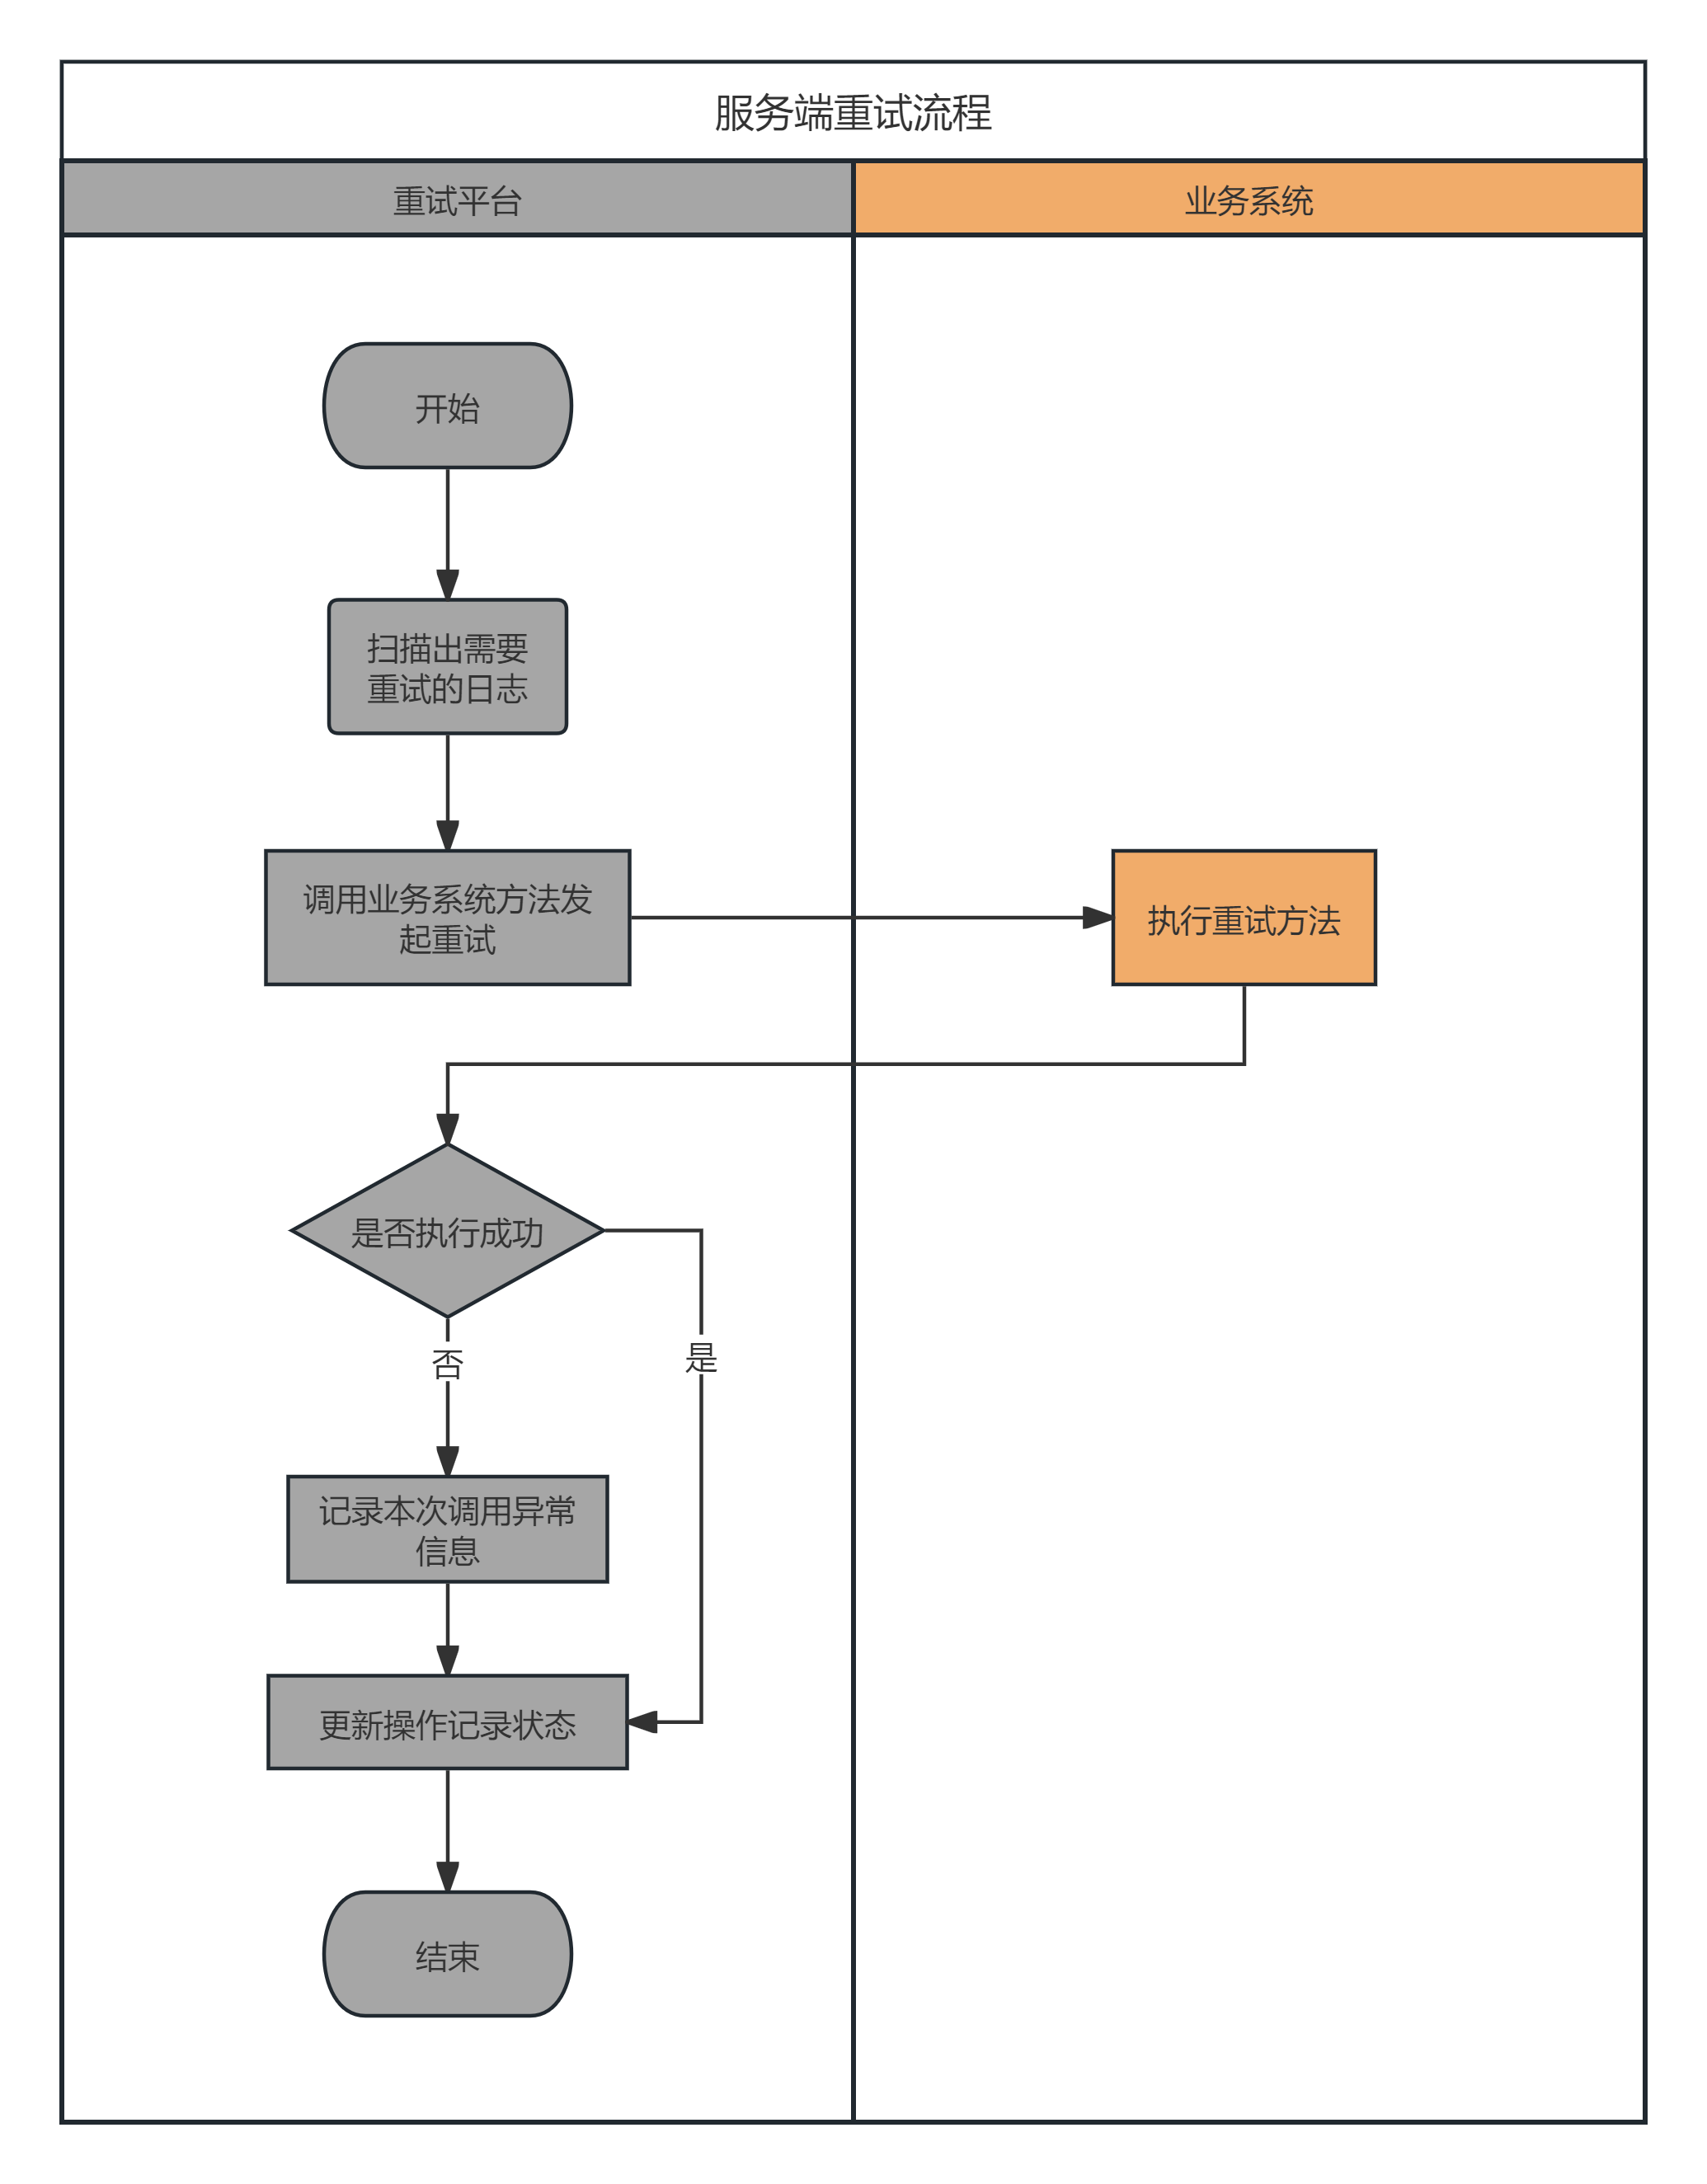 服务端重试流程
重试平台
业务系统
开始
扫描出需要
重试的日志
调用业务系统方法发
起重试
执行重试方法
是否执行成功
否
是
记录本次调用异常
信息
更新操作记录状态
结束